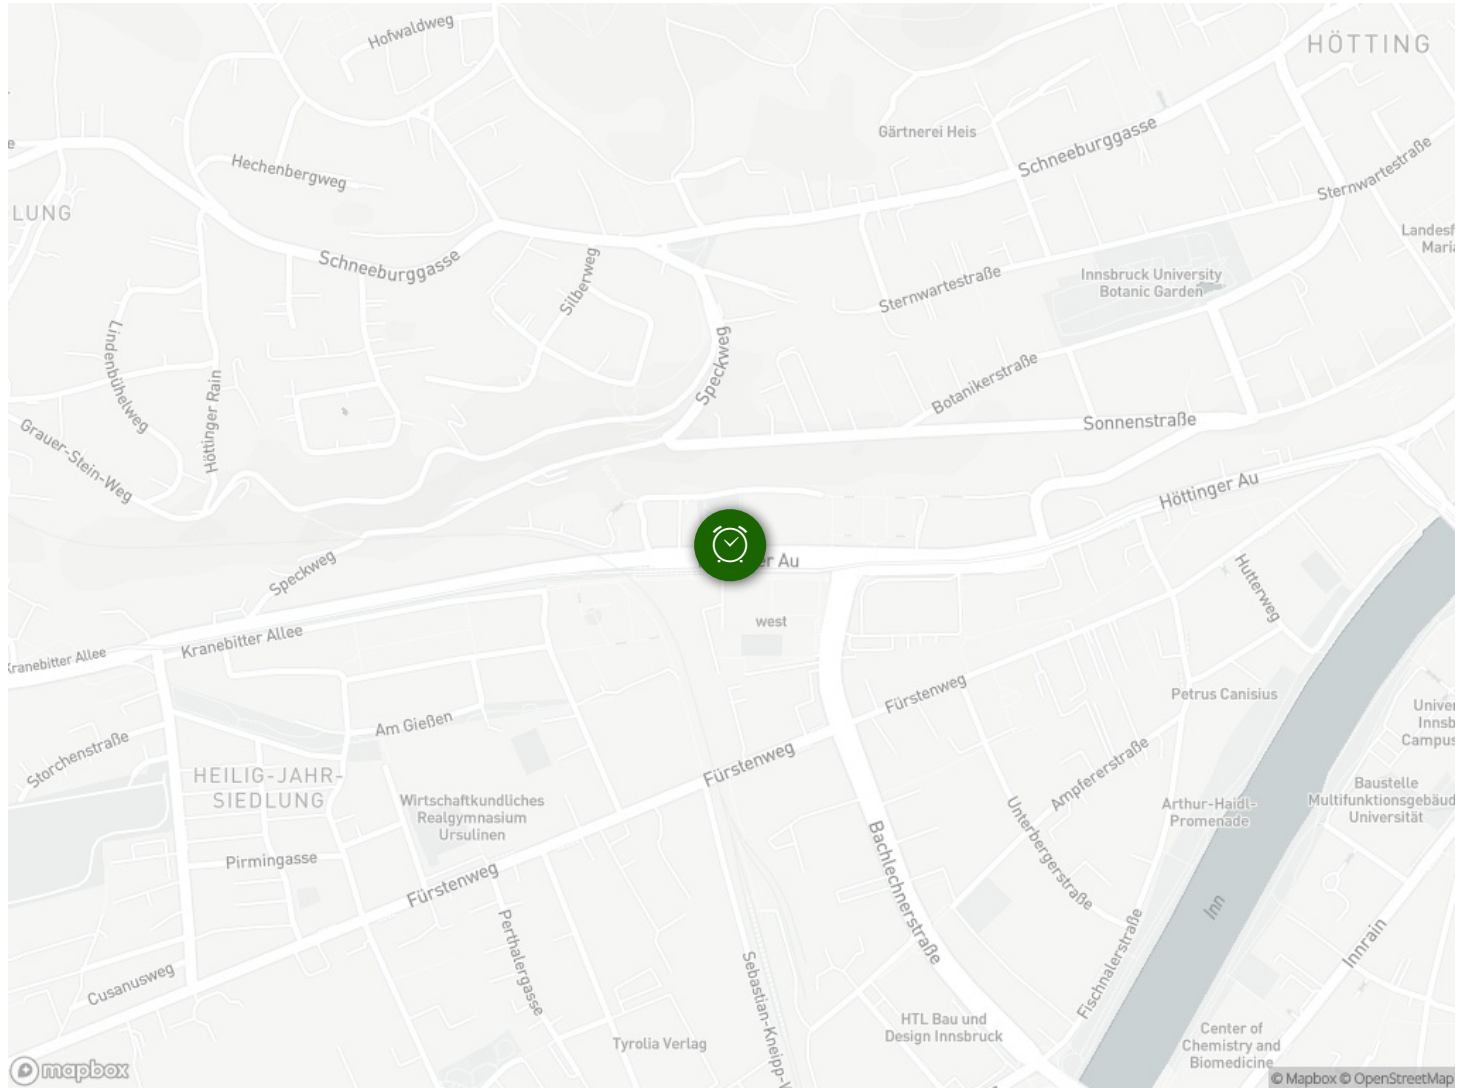 Hofwaldweg
HÖTTING
Gärtnerei Heis
Schneeburggasse
Hechenbergweg
Sternwartestraße
LUNG
Landesf
Maria
Schneeburggasse
Silberweg
Sternwartestraße
Innsbruck University
Botanic Garden
Lindenbühelweg
Speckweg
Botanikerstraße
Höttinger Rain
Sonnenstraße
Grauer-Stein-Weg
Höttinger Au
er Au
Speckweg
Hutterweg
west
Kranebitter Allee
Kranebitter Allee
Fürstenweg
Petrus Canisius
Univer
Innsb
Campus
Am Gießen
Storchenstraße
Fürstenweg
Ampfererstraße
HEILIG-JAHR-
SIEDLUNG
Wirtschaftkundliches
Realgymnasium
Ursulinen
Unterbergerstraße
Arthur-Haidl-
Promenade
Baustelle
Multifunktionsgebäud
Universität
Pirmingasse
Bachlechnerstraße
Fürstenweg
Inn
Innrain
Perthalergasse
Cusanusweg
Sebastian-Kneipp-W
Fischnalerstraße
HTL Bau und
Design Innsbruck
Tyrolia Verlag
Center of
Chemistry and
Biomedicine
mapbox
© Mapbox © OpenStreetMap